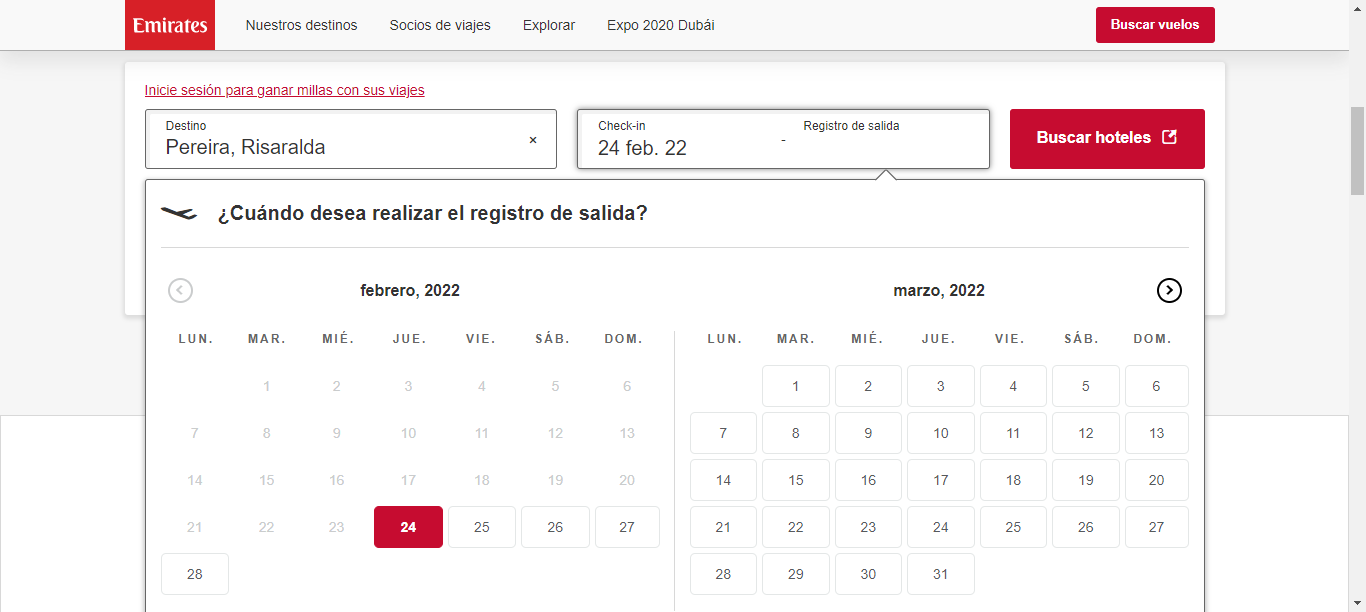 Emirates Nuestros destinos Socios de viajes Explorar Expo 2020 Dubái Buscar vuelos
Inicie sesión para ganar millas con sus viajes
Destino
Pereira, Risaralda ×
Check-in Registro de salida
24 feb. 22 -
Buscar hoteles
¿Cuándo desea realizar el registro de salida?
febrero, 2022
LUN. MAR. MIÉ. JUE. VIE. SÁB. DOM.
1 2 3 4 5 6
7 8 9 10 11 12 13
14 15 16 17 18 19 20
21 22 23 24 25 26 27
28
marzo, 2022
LUN. MAR. MIÉ. JUE. VIE. SÁB. DOM.
1 2 3 4 5 6
7 8 9 10 11 12 13
14 15 16 17 18 19 20
21 22 23 24 25 26 27
28 29 30 31